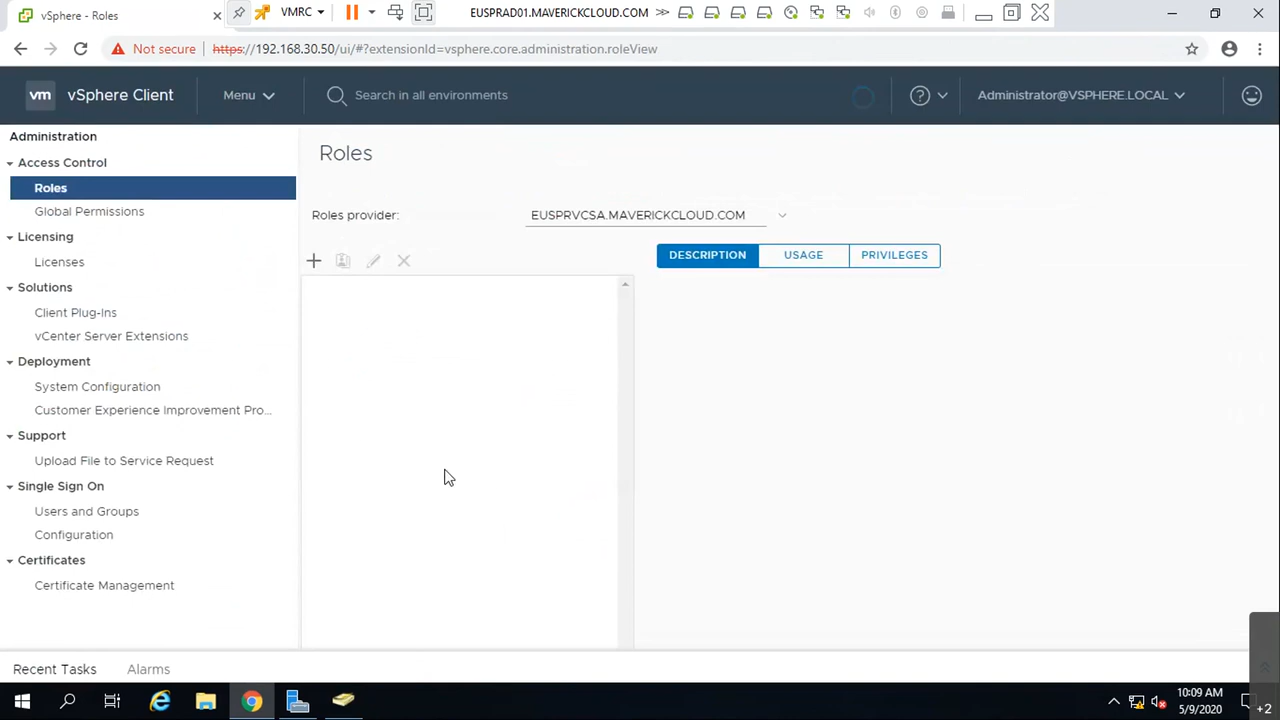 vSphere - Roles
VMRC
EUSPRAD01.MAVERICKCLOUD.COM
Not secure
https://192.168.30.50/ui/#?extensionId=vsphere.core.administration.roleView
vm
vSphere Client
Menu
Search in all environments
?
Administrator@VSPHERE.LOCAL
Administration
Access Control
Roles
Global Permissions
Licensing
Licenses
Solutions
Client Plug-Ins
vCenter Server Extensions
Deployment
System Configuration
Customer Experience Improvement Pro...
Support
Upload File to Service Request
Single Sign On
Users and Groups
Configuration
Certificates
Certificate Management
Roles
Roles provider:
EUSPRVCSA.MAVERICKCLOUD.COM
DESCRIPTION
USAGE
PRIVILEGES
Recent Tasks
Alarms
10:09 AM
5/9/2020
+2